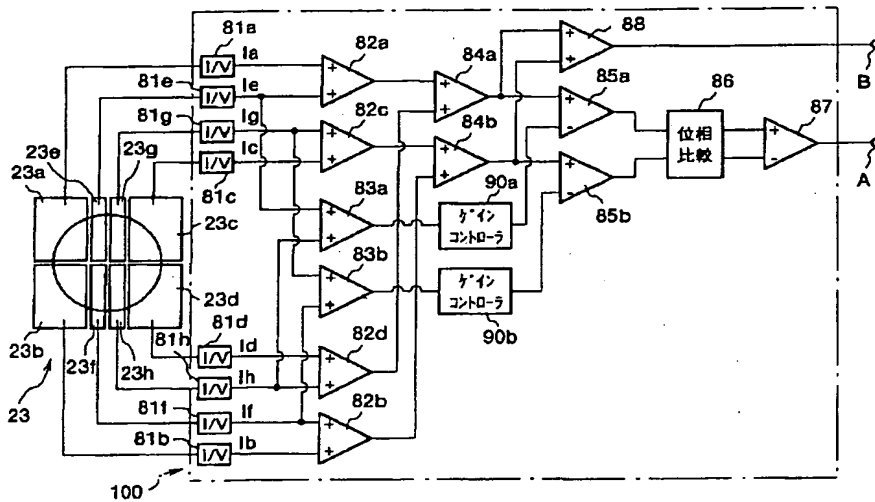 81a
I/V
Ia
81e
I/V
Ie
81g
I/V
Ig
I/V
Ic
81c
82a
+
+
82c
+
+
83a
+
+
83b
+
+
82d
+
+
82b
+
+
84a
+
+
84b
+
+
88
+
+
85a
+
-
85b
+
-
86
位相
比較
87
+
-
B
A
90a
ゲイン
コントローラ
ゲイン
コントローラ
90b
23e
23g
23a
23c
23d
23b
23f
23h
23
81d
I/V
Id
81h
I/V
Ih
81f
I/V
If
81b
I/V
Ib
100